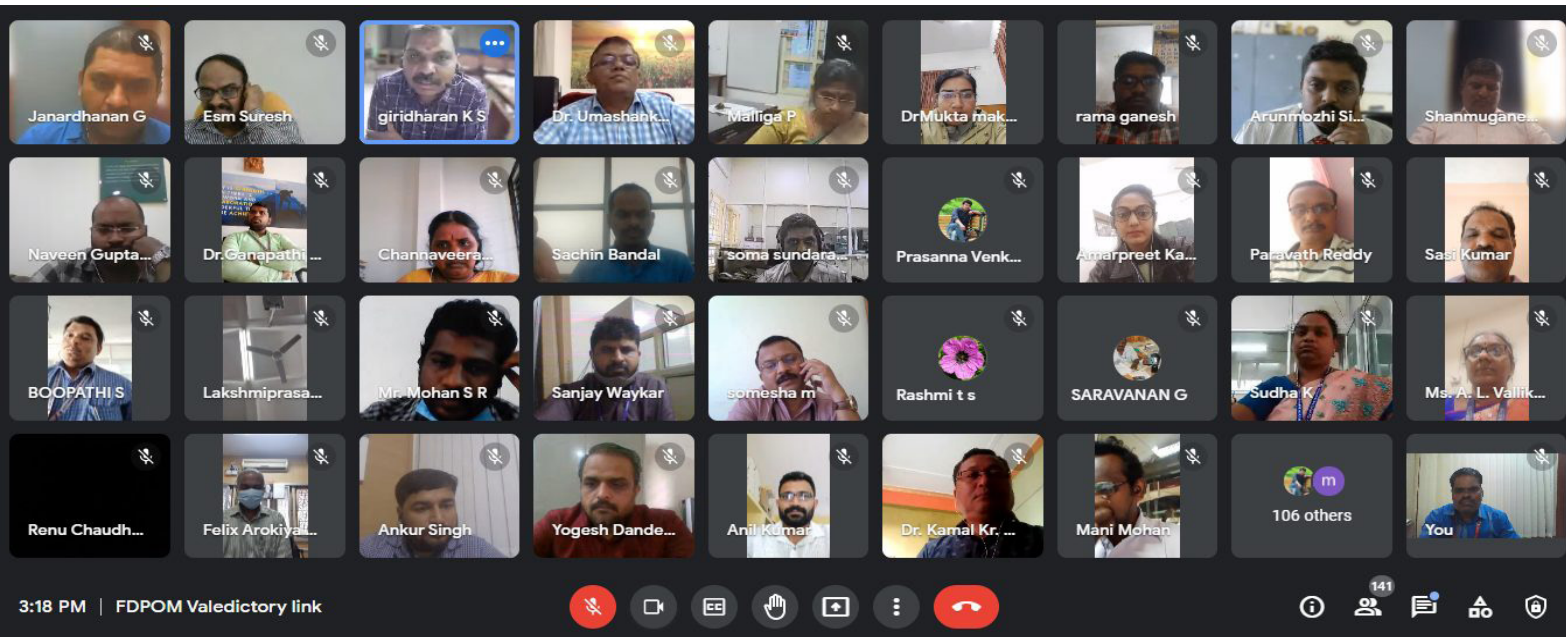 Janardhanan G
Esm Suresh
giridharan K S
Dr. Umashank...
Malliga P
DrMukta mak...
rama ganesh
Arunmozhi Si...
Shanmugane...
Naveen Gupta...
Dr.Ganapathi ...
Channaveera...
Sachin Bandal
soma sundara...
Prasanna Venk...
Amarpreet Ka...
Paravath Reddy
Sasi Kumar
BOOPATHI S
Lakshmiprasa...
Mr. Mohan S R
Sanjay Waykar
somesha m
Rashmi t s
SARAVANAN G
Sudha K
Ms. A. L. Vallik...
Renu Chaudh...
Felix Arokiya...
Ankur Singh
Yogesh Dande...
Anil Kumar
Dr. Kamal Kr. ...
Mani Mohan
m
106 others
You
3:18 PM | FDPOM Valedictory link
CC
141